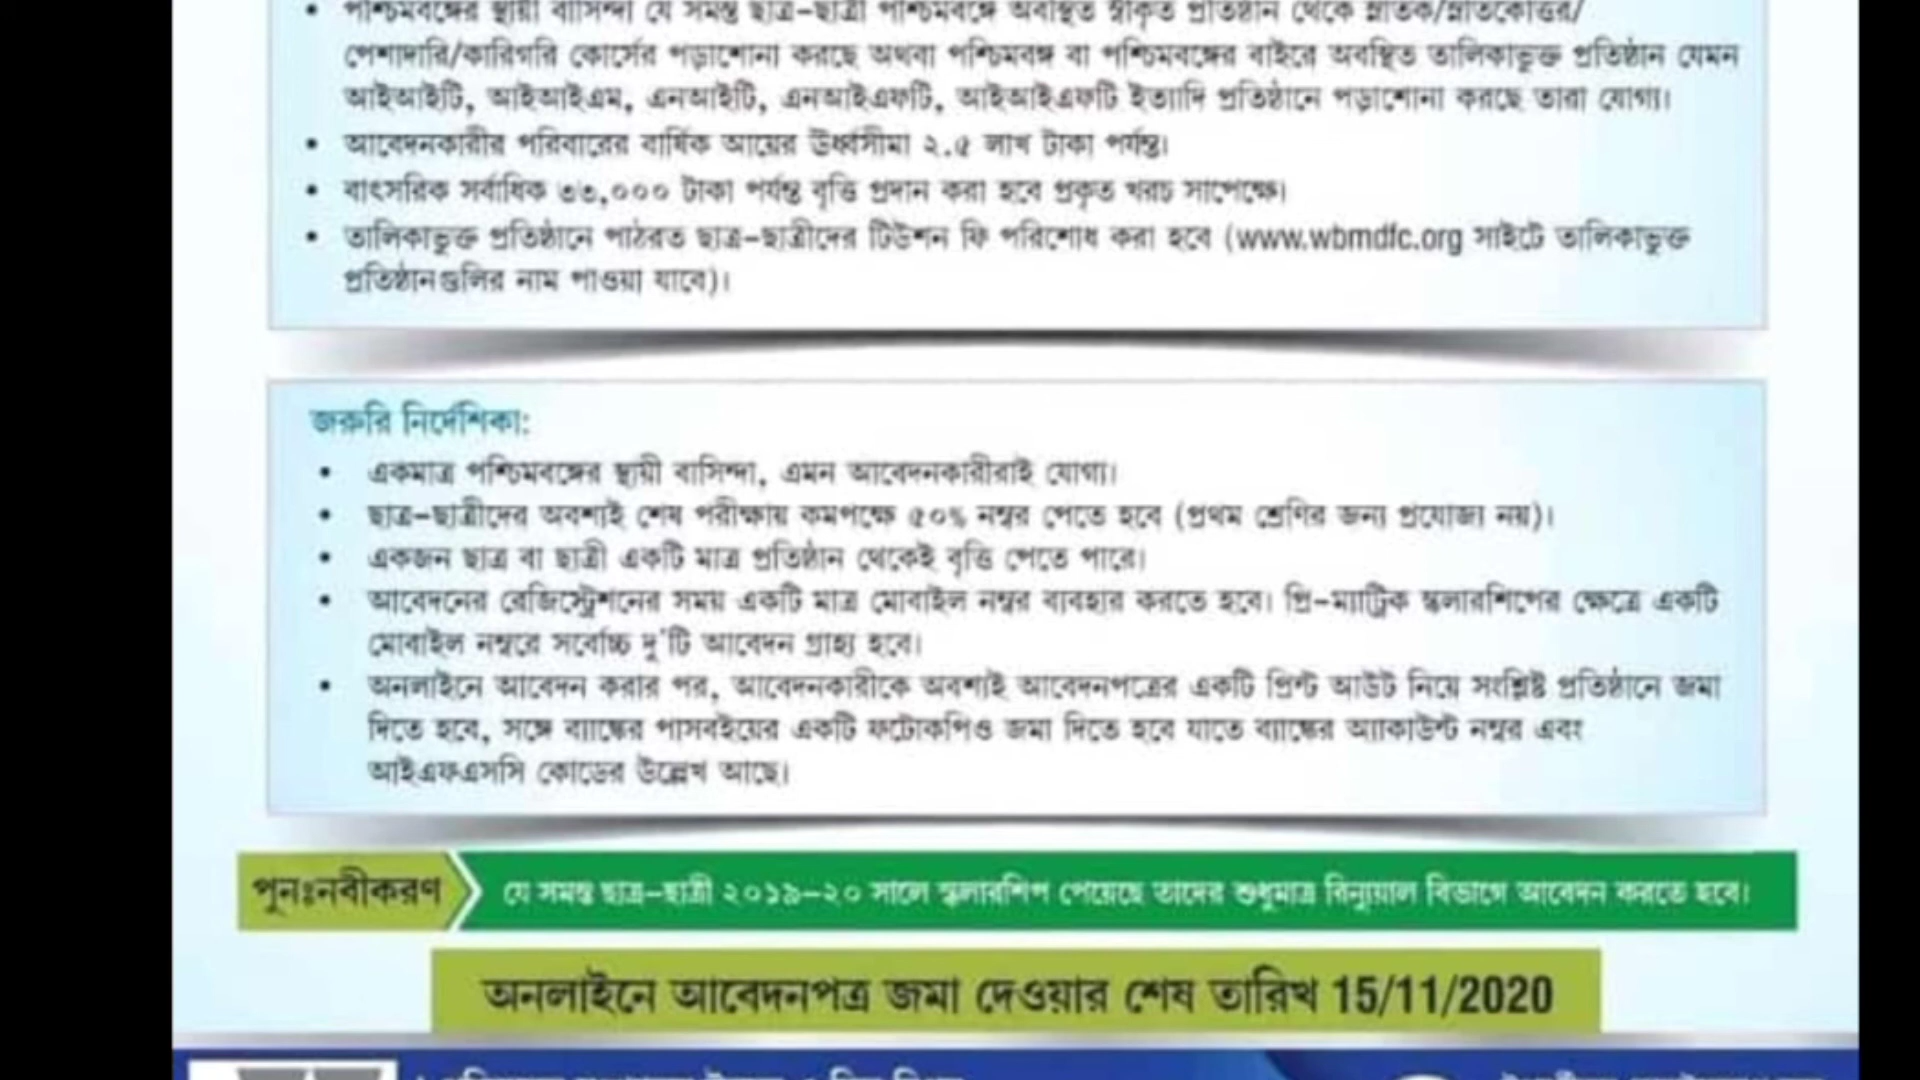 পশ্চিমবঙ্গের স্থায়ী বাসিন্দা যে সমস্ত ছাত্র-ছাত্রী পশ্চিমবঙ্গে অবস্থিত স্বীকৃত প্রতিষ্ঠান থেকে স্নাতক/স্নাতকোত্তর/
পেশাদারি/কারিগরি কোর্সের পড়াশোনা করছে অথবা পশ্চিমবঙ্গ বা পশ্চিমবঙ্গের বাইরে অবস্থিত তালিকাভুক্ত প্রতিষ্ঠান যেমন
আইআইটি, আইআইএম, এনআইটি, এনআইএফটি, আইআইএফটি ইত্যাদি প্রতিষ্ঠানে পড়াশোনা করছে তারা যোগ্য।
• আবেদনকারীর পরিবারের বার্ষিক আয়ের উর্ধ্বসীমা ২.৫ লাখ টাকা পর্যন্ত।
• বাৎসরিক সর্বাধিক ৩৩,০০০ টাকা পর্যন্ত বৃত্তি প্রদান করা হবে প্রকৃত খরচ সাপেক্ষে।
• তালিকাভুক্ত প্রতিষ্ঠানে পাঠরত ছাত্র-ছাত্রীদের টিউশন ফি পরিশোধ করা হবে (www.wbmdfc.org সাইটে তালিকাভুক্ত
প্রতিষ্ঠানগুলির নাম পাওয়া যাবে)।
জরুরি নির্দেশিকা:
• একমাত্র পশ্চিমবঙ্গের স্থায়ী বাসিন্দা, এমন আবেদনকারীরাই যোগ্য।
• ছাত্র-ছাত্রীদের অবশ্যই শেষ পরীক্ষায় কমপক্ষে ৫০% নম্বর পেতে হবে (প্রথম শ্রেণির জন্য প্রযোজ্য নয়)।
• একজন ছাত্র বা ছাত্রী একটি মাত্র প্রতিষ্ঠান থেকেই বৃত্তি পেতে পারে।
• আবেদনের রেজিস্ট্রেশনের সময় একটি মাত্র মোবাইল নম্বর ব্যবহার করতে হবে। প্রি-ম্যাট্রিক স্কলারশিপের ক্ষেত্রে একটি
মোবাইল নম্বরে সর্বোচ্চ দু'টি আবেদন গ্রাহ্য হবে।
• অনলাইনে আবেদন করার পর, আবেদনকারীকে অবশ্যই আবেদনপত্রের একটি প্রিন্ট আউট নিয়ে সংশ্লিষ্ট প্রতিষ্ঠানে জমা
দিতে হবে, সঙ্গে ব্যাঙ্কের পাসবইয়ের একটি ফটোকপিও জমা দিতে হবে যাতে ব্যাঙ্কের অ্যাকাউন্ট নম্বর এবং
আইএফএসসি কোডের উল্লেখ আছে।
পুনঃনবীকরণ যে সমস্ত ছাত্র-ছাত্রী ২০১৯-২০ সালে স্কলারশিপ পেয়েছে তাদের শুধুমাত্র রিন্যুয়াল বিভাগে আবেদন করতে হবে।
অনলাইনে আবেদনপত্র জমা দেওয়ার শেষ তারিখ 15/11/2020